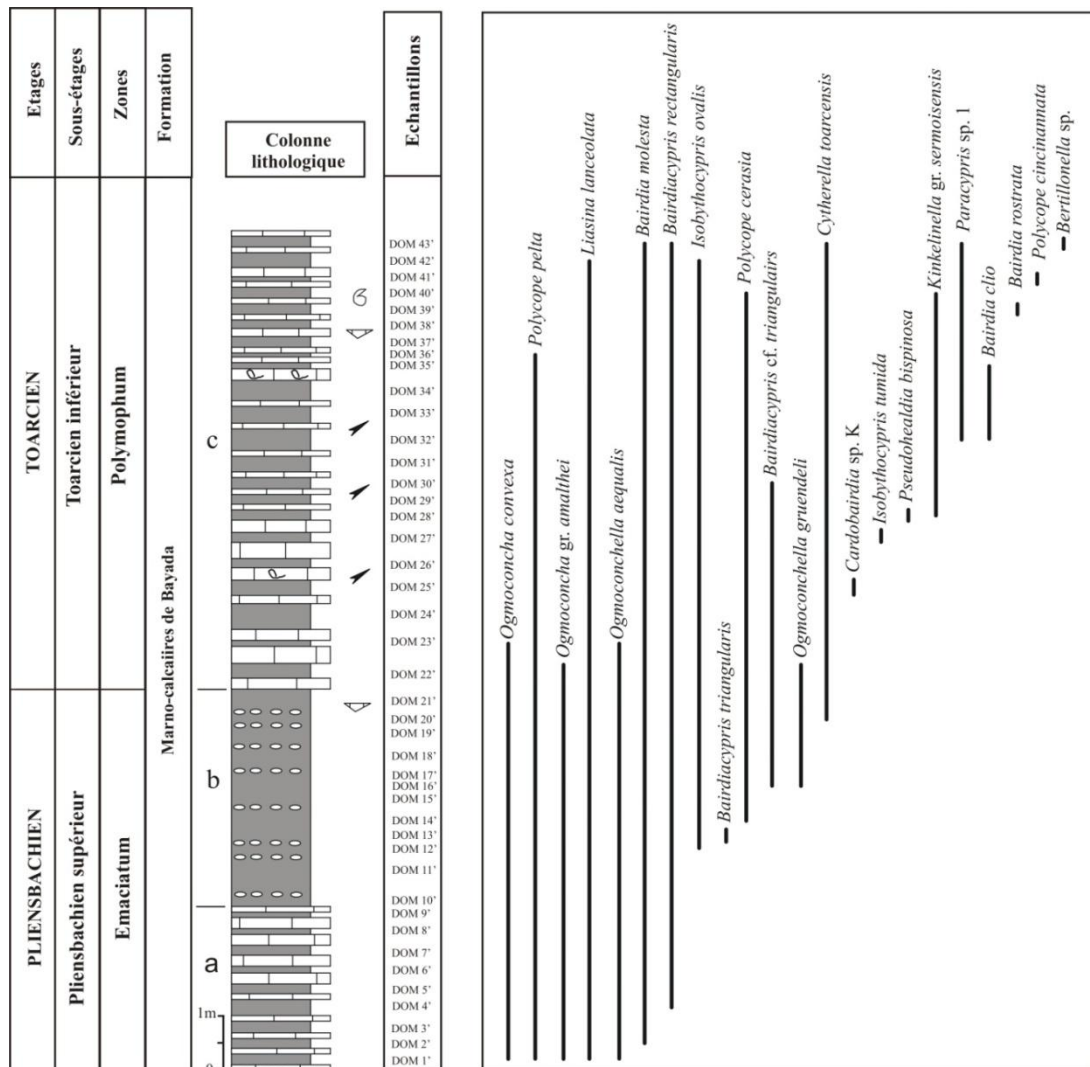 Etages
Sous-étages
Zones
Formation
Colonne
lithologique
Echantillons
TOARCIEN
Toarcien inférieur
Polymophum
PLIENSBACHIEN
Pliensbachien supérieur
Emaciatum
Marno-calcaiires de Bayada
c
b
a
1m
DOM 43'
DOM 42'
DOM 41'
DOM 40'
DOM 39'
DOM 38'
DOM 37'
DOM 36'
DOM 35'
DOM 34'
DOM 33'
DOM 32'
DOM 31'
DOM 30'
DOM 29'
DOM 28'
DOM 27'
DOM 26'
DOM 25'
DOM 24'
DOM 23'
DOM 22'
DOM 21'
DOM 20'
DOM 19'
DOM 18'
DOM 17'
DOM 16'
DOM 15'
DOM 14'
DOM 13'
DOM 12'
DOM 11'
DOM 10'
DOM 9'
DOM 8'
DOM 7'
DOM 6'
DOM 5'
DOM 4'
DOM 3'
DOM 2'
DOM 1'
Ogmoconcha convexa
Polycope pelta
Ogmoconcha gr. amalthei
Liasina lanceolata
Ogmoconchella aequalis
Bairdia molesta
Bairdiacypris rectangularis
Isobythocypris ovalis
Bairdiacypris triangularis
Polycope cerasia
Bairdiacypris cf. triangulairs
Ogmoconchella gruendeli
Cytherella toarcensis
Cardobairdia sp. K
Isobythocypris tumida
Pseudohealdia bispinosa
Kinkelinella gr. sermoisensis
Paracypris sp. 1
Bairdia clio
Bairdia rostrata
Polycope cincinannata
Bertillonella sp.